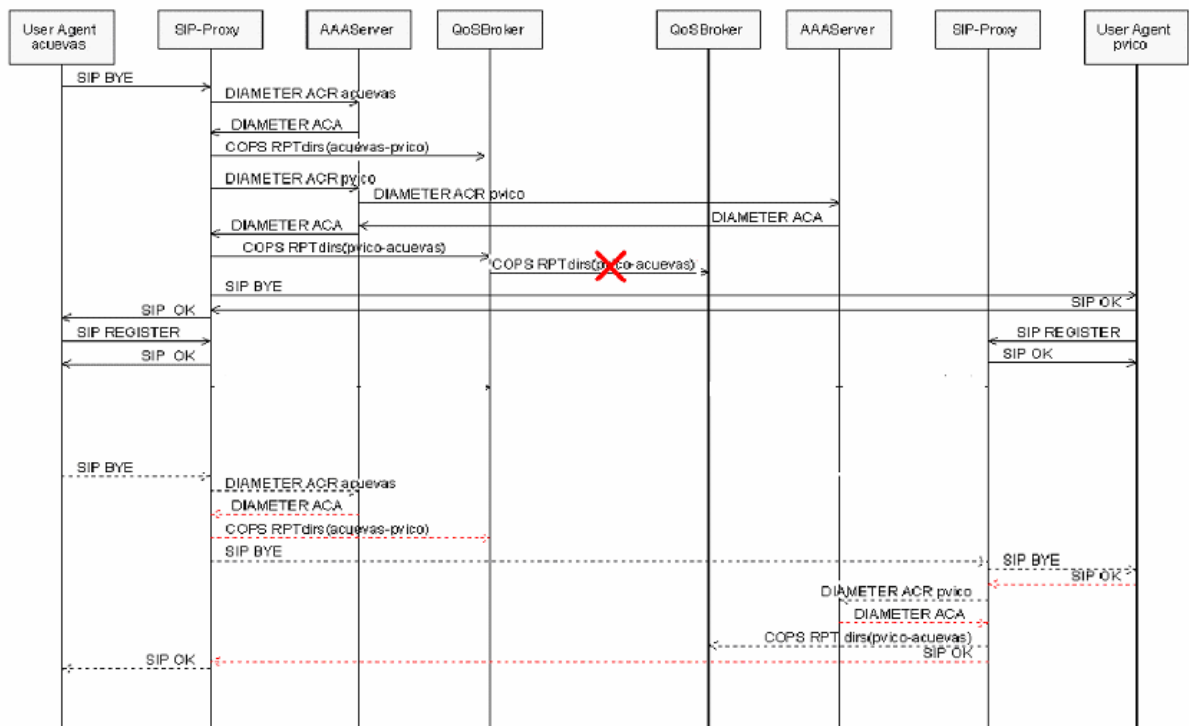 User Agent
acuevas
SIP-Proxy
AAAServer
QoSBroker
QoSBroker
AAAServer
SIP-Proxy
User Agent
pvico
SIP BYE
DIAMETER ACR acuevas
DIAMETER ACA
COPS RPT dirs(acuevas-pvico)
DIAMETER ACR pvico
DIAMETER ACR pvico
DIAMETER ACA
DIAMETER ACA
COPS RPT dirs(pvico-acuevas)
COPS RPT dirs(pvico-acuevas)
SIP BYE
SIP OK
SIP OK
SIP REGISTER
SIP REGISTER
SIP OK
SIP OK
SIP BYE
DIAMETER ACR acuevas
DIAMETER ACA
COPS RPT dirs(acuevas-pvico)
SIP BYE
SIP BYE
SIP OK
DIAMETER ACR pvico
DIAMETER ACA
COPS RPT dirs(pvico-acuevas)
SIP OK
SIP OK